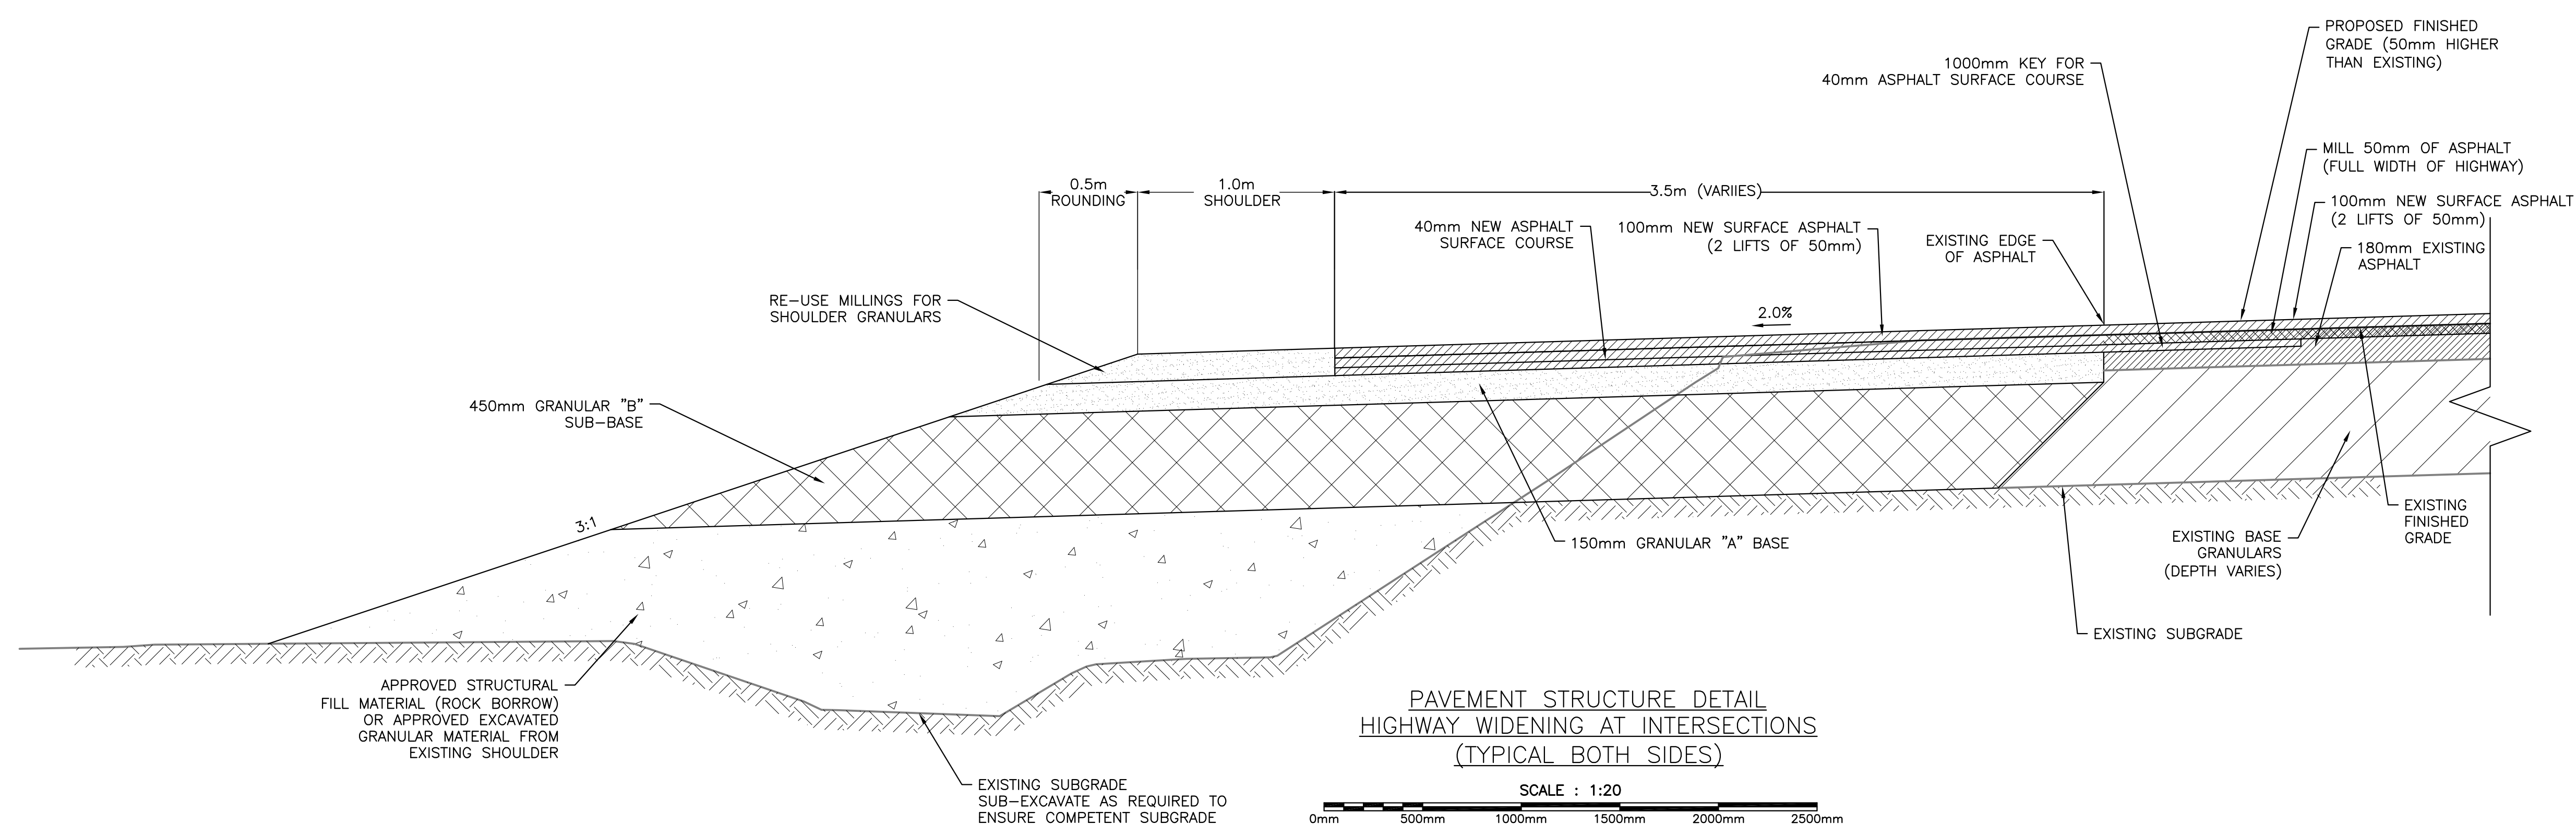 PROPOSED FINISHED
GRADE (50mm HIGHER
THAN EXISTING)
1000mm KEY FOR
40mm ASPHALT SURFACE COURSE
MILL 50mm OF ASPHALT
(FULL WIDTH OF HIGHWAY)
0.5m
ROUNDING
1.0m
SHOULDER
3.5m (VARIIES)
100mm NEW SURFACE ASPHALT
(2 LIFTS OF 50mm)
40mm NEW ASPHALT
SURFACE COURSE
100mm NEW SURFACE ASPHALT
(2 LIFTS OF 50mm)
EXISTING EDGE
OF ASPHALT
180mm EXISTING
ASPHALT
RE-USE MILLINGS FOR
SHOULDER GRANULARS
2.0%
450mm GRANULAR "B"
SUB-BASE
3:1
150mm GRANULAR "A" BASE
EXISTING
FINISHED
GRADE
EXISTING BASE
GRANULARS
(DEPTH VARIES)
EXISTING SUBGRADE
APPROVED STRUCTURAL
FILL MATERIAL (ROCK BORROW)
OR APPROVED EXCAVATED
GRANULAR MATERIAL FROM
EXISTING SHOULDER
EXISTING SUBGRADE
SUB-EXCAVATE AS REQUIRED TO
ENSURE COMPETENT SUBGRADE
PAVEMENT STRUCTURE DETAIL
HIGHWAY WIDENING AT INTERSECTIONS
(TYPICAL BOTH SIDES)
SCALE : 1:20
0mm 500mm 1000mm 1500mm 2000mm 2500mm